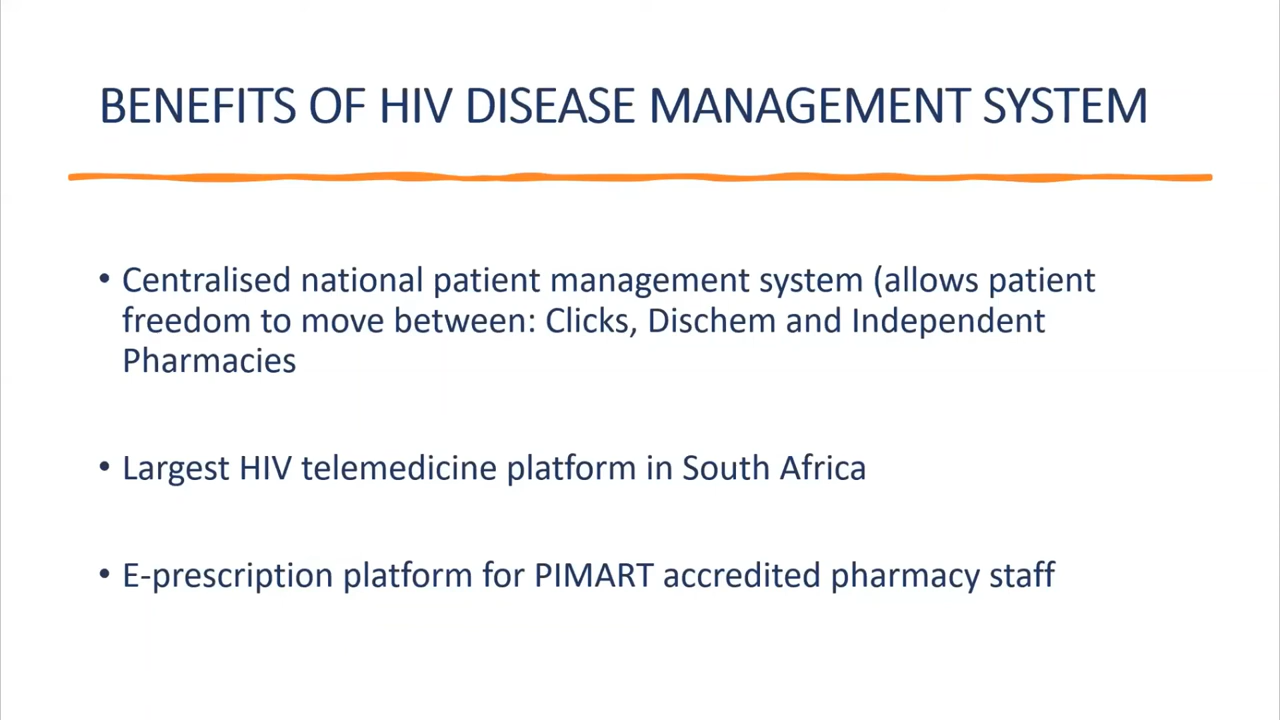 BENEFITS OF HIV DISEASE MANAGEMENT SYSTEM
• Centralised national patient management system (allows patient
freedom to move between: Clicks, Dischem and Independent
Pharmacies
• Largest HIV telemedicine platform in South Africa
• E-prescription platform for PIMART accredited pharmacy staff